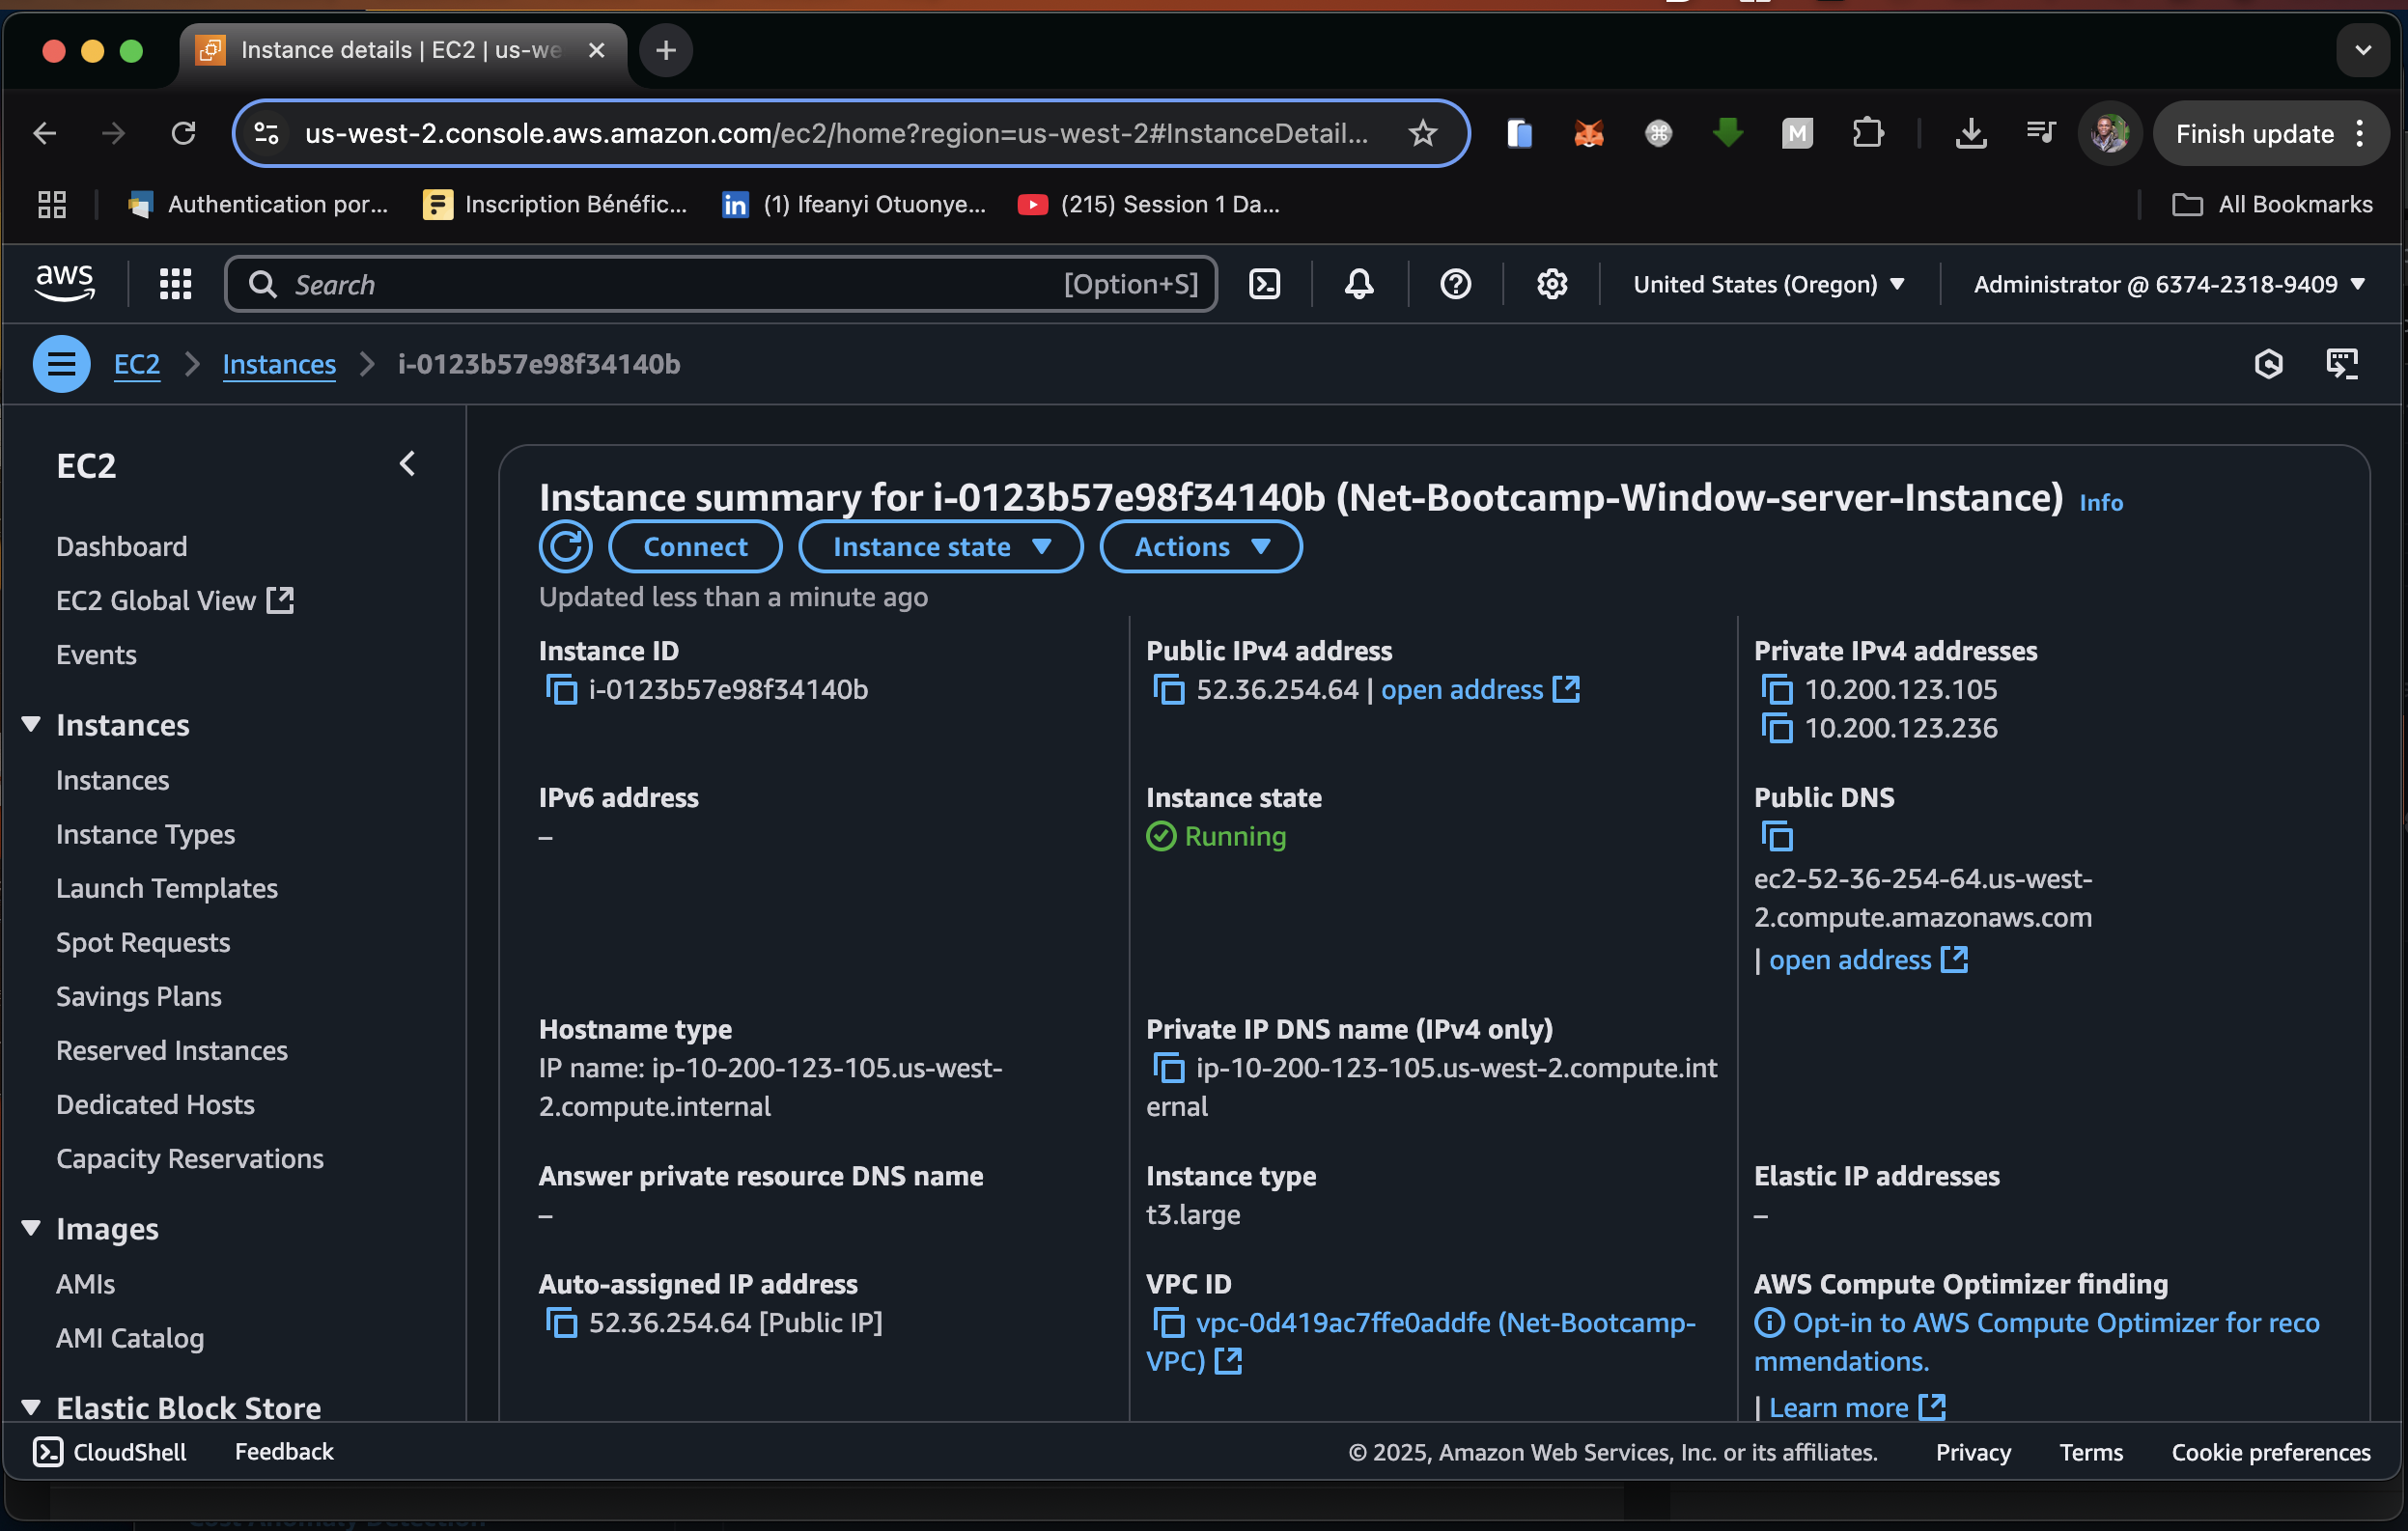 Instance details | EC2 | us-we
us-west-2.console.aws.amazon.com/ec2/home?region=us-west-2#InstanceDetail...
M
Finish update
Authentication por...
Inscription Bénéfic...
in
(1) Ifeanyi Otuonye...
(215) Session 1 Da...
All Bookmarks
aws
Search
[Option+S]
United States (Oregon)
Administrator @ 6374-2318-9409
EC2
Instances
i-0123b57e98f34140b
EC2
Dashboard
EC2 Global View
Events
Instances
Instances
Instance Types
Launch Templates
Spot Requests
Savings Plans
Reserved Instances
Dedicated Hosts
Capacity Reservations
Images
AMIs
AMI Catalog
Elastic Block Store
Instance summary for i-0123b57e98f34140b (Net-Bootcamp-Window-server-Instance) Info
Connect
Instance state
Actions
Updated less than a minute ago
Instance ID
i-0123b57e98f34140b
Public IPv4 address
52.36.254.64 | open address
Private IPv4 addresses
10.200.123.105
10.200.123.236
IPv6 address
–
Instance state
Running
Public DNS
ec2-52-36-254-64.us-west-
2.compute.amazonaws.com
| open address
Hostname type
IP name: ip-10-200-123-105.us-west-
2.compute.internal
Private IP DNS name (IPv4 only)
ip-10-200-123-105.us-west-2.compute.int
ernal
Answer private resource DNS name
–
Instance type
t3.large
Elastic IP addresses
–
Auto-assigned IP address
52.36.254.64 [Public IP]
VPC ID
vpc-0d419ac7ffe0addfe (Net-Bootcamp-
VPC)
AWS Compute Optimizer finding
Opt-in to AWS Compute Optimizer for reco
mmendations.
| Learn more
CloudShell
Feedback
© 2025, Amazon Web Services, Inc. or its affiliates.
Privacy
Terms
Cookie preferences